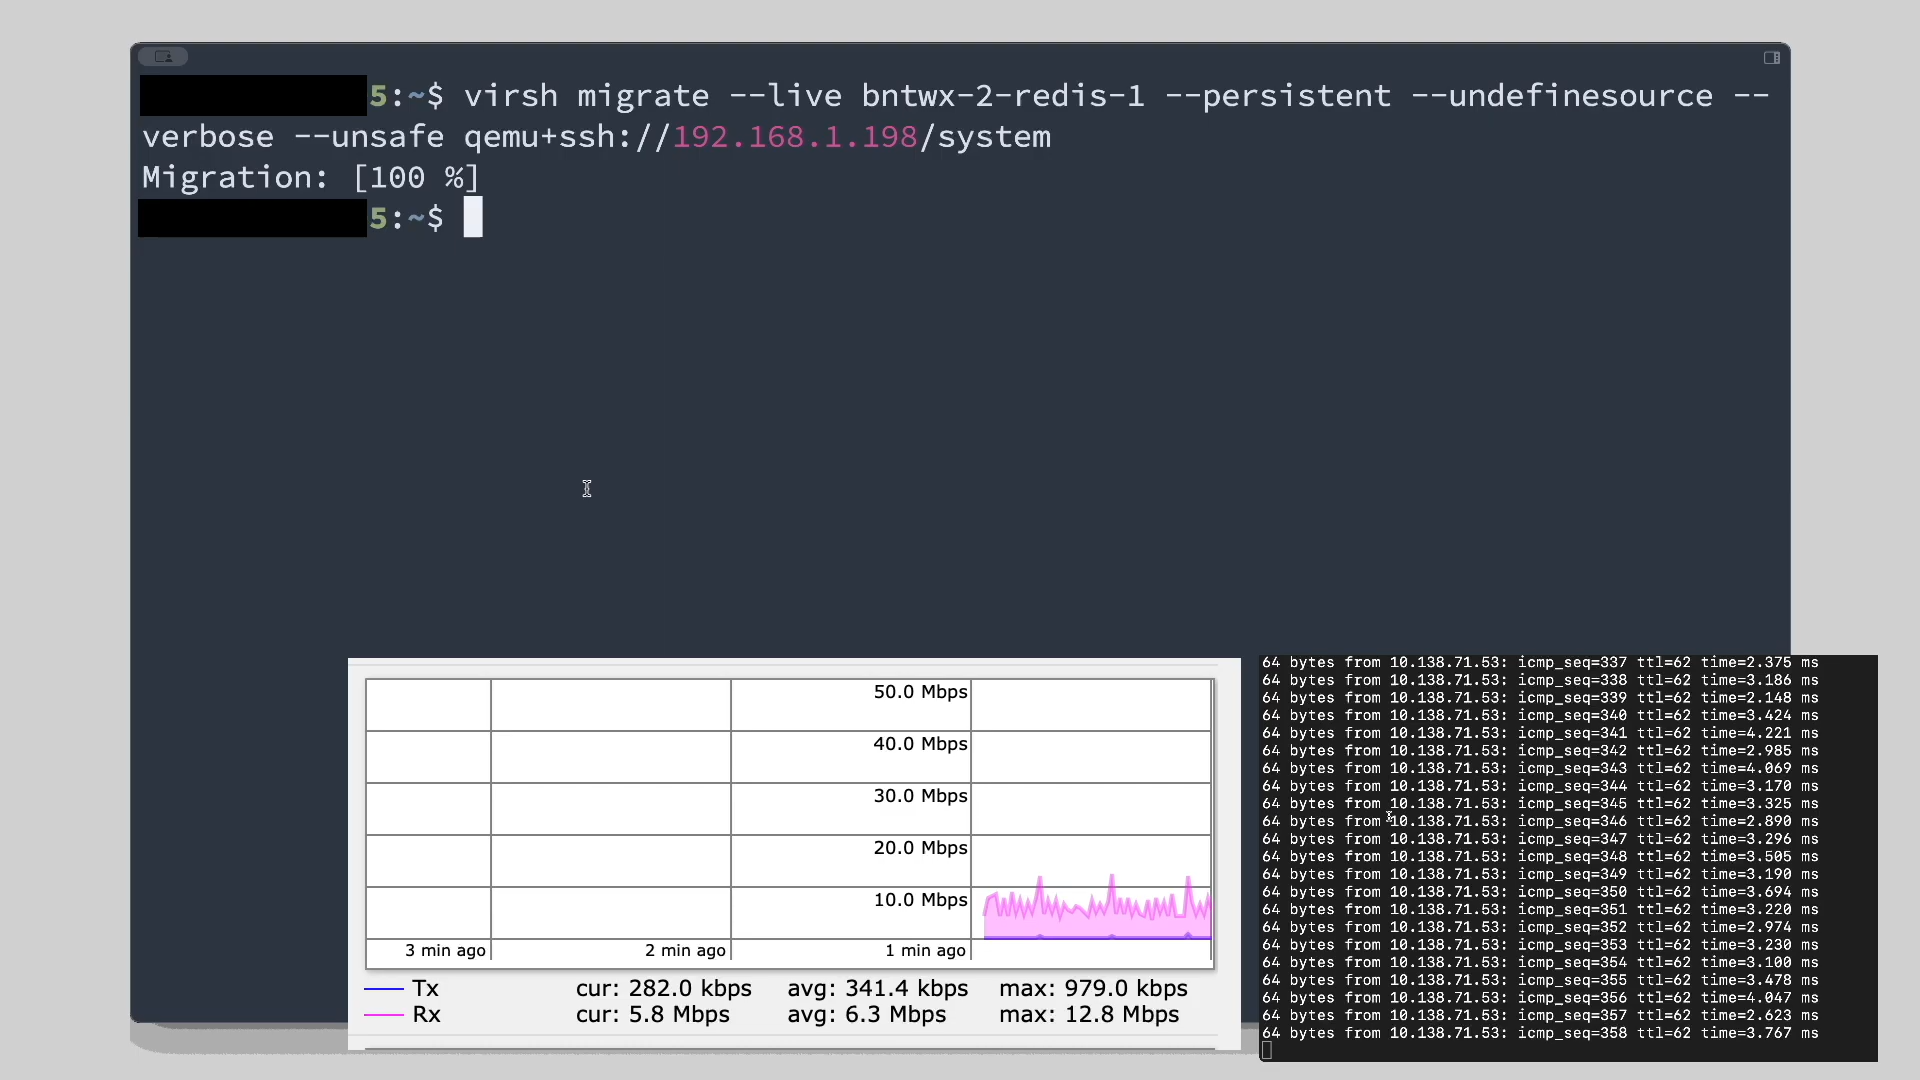 5:~$ virsh migrate --live bntwx-2-redis-1 --persistent --undefinesource --
verbose --unsafe qemu+ssh://192.168.1.198/system
Migration: [100 %]
5:~$
50.0 Mbps
40.0 Mbps
30.0 Mbps
20.0 Mbps
10.0 Mbps
3 min ago 2 min ago 1 min ago
Tx cur: 282.0 kbps avg: 341.4 kbps max: 979.0 kbps
Rx cur: 5.8 Mbps avg: 6.3 Mbps max: 12.8 Mbps
64 bytes from 10.138.71.53: icmp_seq=337 ttl=62 time=2.375 ms
64 bytes from 10.138.71.53: icmp_seq=338 ttl=62 time=3.186 ms
64 bytes from 10.138.71.53: icmp_seq=339 ttl=62 time=2.148 ms
64 bytes from 10.138.71.53: icmp_seq=340 ttl=62 time=3.424 ms
64 bytes from 10.138.71.53: icmp_seq=341 ttl=62 time=4.221 ms
64 bytes from 10.138.71.53: icmp_seq=342 ttl=62 time=2.985 ms
64 bytes from 10.138.71.53: icmp_seq=343 ttl=62 time=4.069 ms
64 bytes from 10.138.71.53: icmp_seq=344 ttl=62 time=3.170 ms
64 bytes from 10.138.71.53: icmp_seq=345 ttl=62 time=3.325 ms
64 bytes from 10.138.71.53: icmp_seq=346 ttl=62 time=2.890 ms
64 bytes from 10.138.71.53: icmp_seq=347 ttl=62 time=3.296 ms
64 bytes from 10.138.71.53: icmp_seq=348 ttl=62 time=3.505 ms
64 bytes from 10.138.71.53: icmp_seq=349 ttl=62 time=3.190 ms
64 bytes from 10.138.71.53: icmp_seq=350 ttl=62 time=3.694 ms
64 bytes from 10.138.71.53: icmp_seq=351 ttl=62 time=3.220 ms
64 bytes from 10.138.71.53: icmp_seq=352 ttl=62 time=2.974 ms
64 bytes from 10.138.71.53: icmp_seq=353 ttl=62 time=3.230 ms
64 bytes from 10.138.71.53: icmp_seq=354 ttl=62 time=3.100 ms
64 bytes from 10.138.71.53: icmp_seq=355 ttl=62 time=3.478 ms
64 bytes from 10.138.71.53: icmp_seq=356 ttl=62 time=4.047 ms
64 bytes from 10.138.71.53: icmp_seq=357 ttl=62 time=2.623 ms
64 bytes from 10.138.71.53: icmp_seq=358 ttl=62 time=3.767 ms